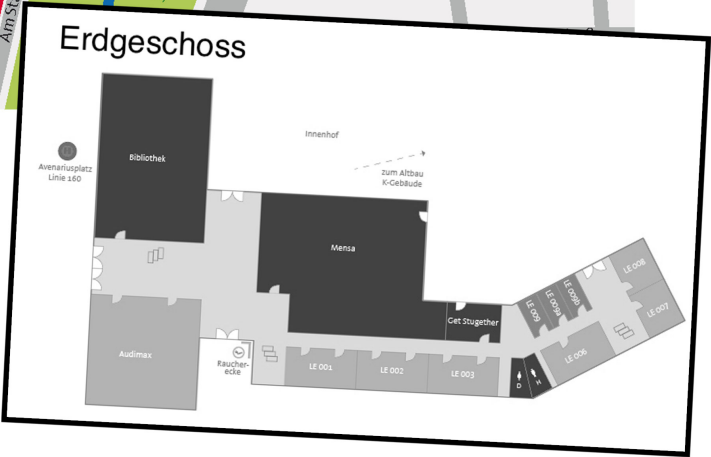 Am Sta
Erdgeschoss
Innenhof
Bibliothek
Avenariusplatz
Linie 160
zum Altbau
K-Gebäude
Mensa
LE 008
LE 007
LE 009
LE 009a
LE 009b
Get Stugether
Audimax
Raucher-
ecke
LE 001
LE 002
LE 003
LE 006
D
H